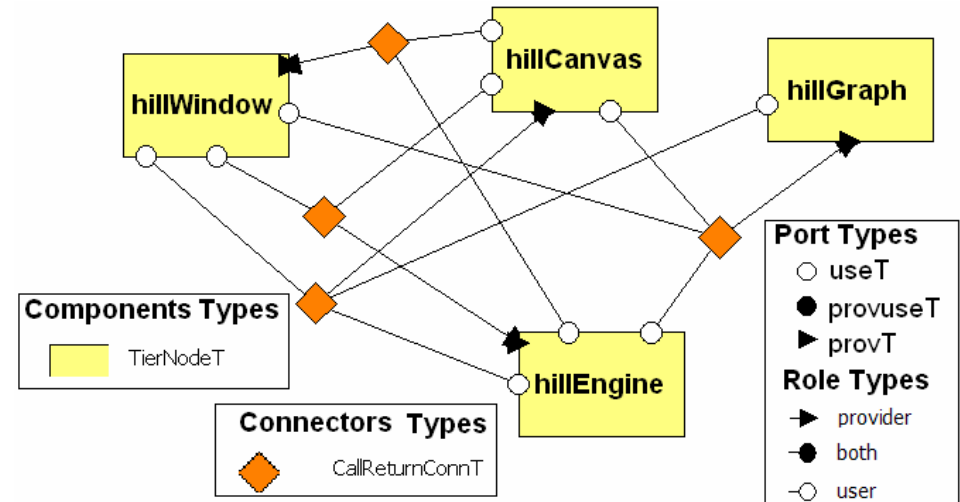 hillCanvas
hillWindow
hillGraph
hillEngine
Components Types
TierNodeT
Connectors Types
CallReturnConnT
Port Types
useT
provuseT
provT
Role Types
provider
both
user